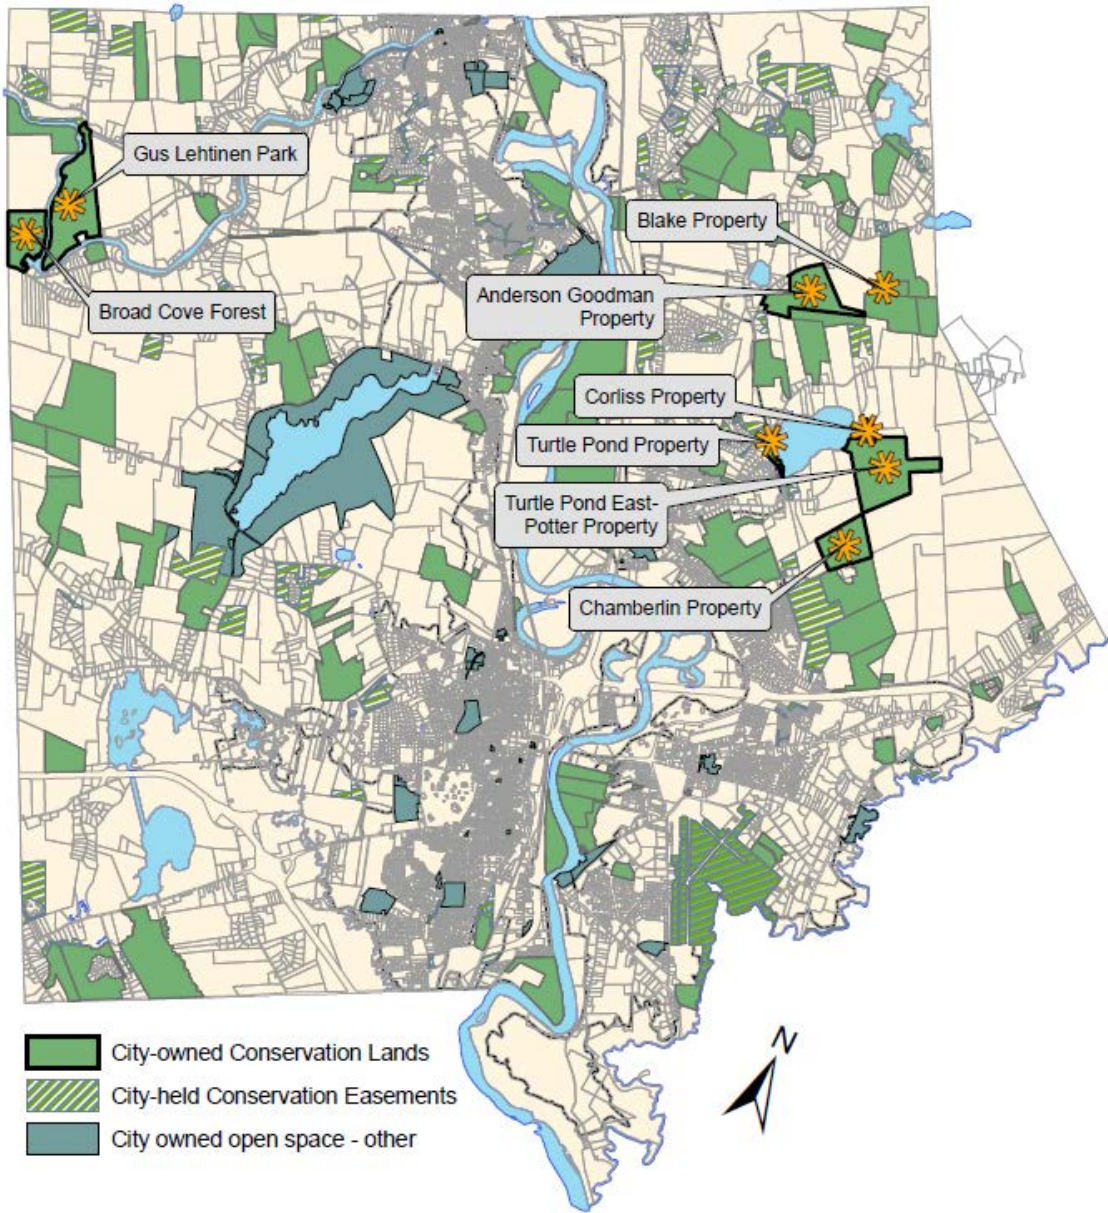 Gus Lehtinen Park
Blake Property
Anderson Goodman
Property
Broad Cove Forest
Corliss Property
Turtle Pond Property
Turtle Pond East-
Potter Property
Chamberlin Property
N
City-owned Conservation Lands
City-held Conservation Easements
City owned open space - other